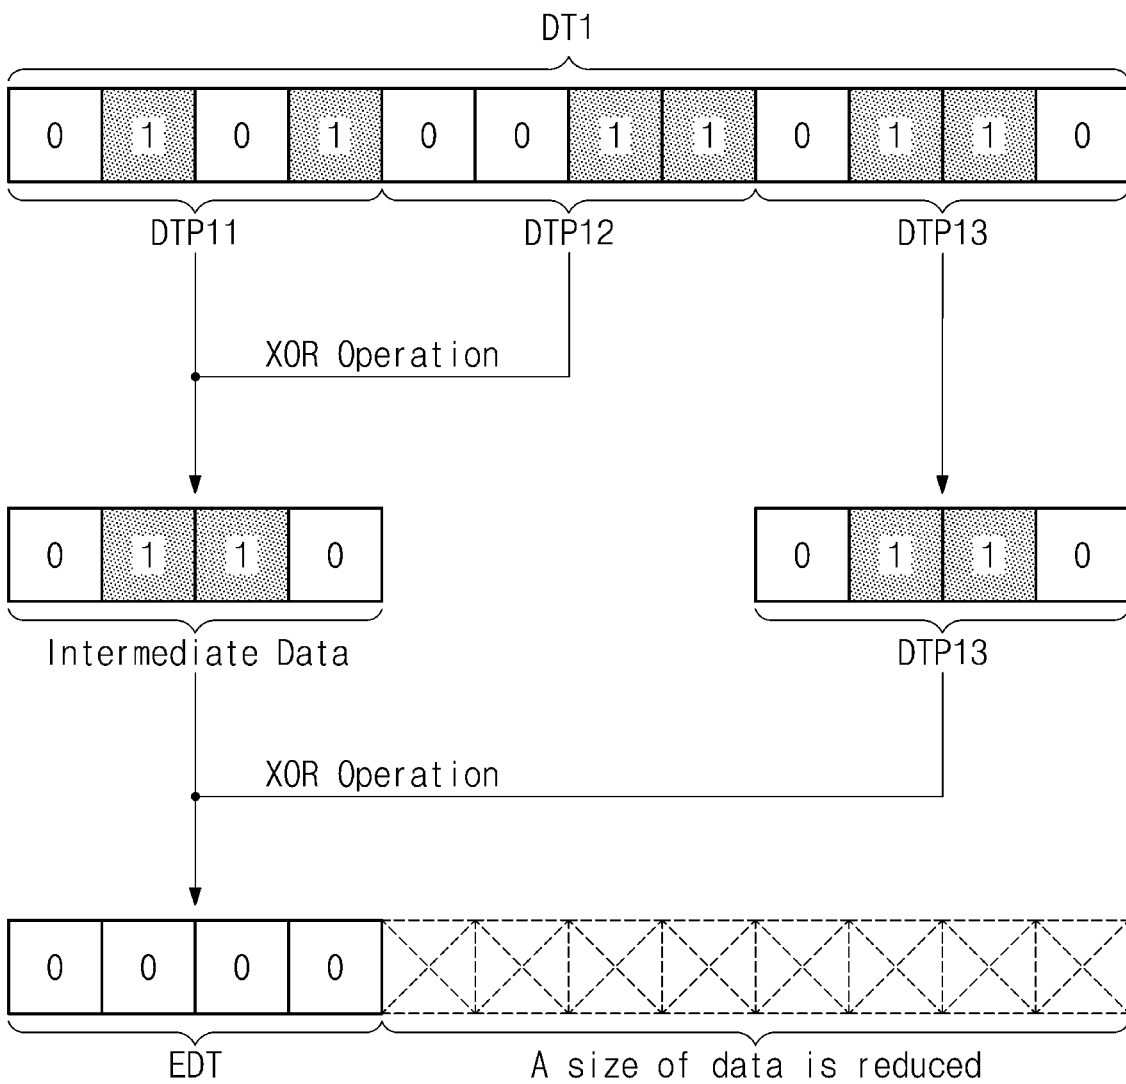 DT1
0 1 0 1 0 0 1 1 0 1 1 0
DTP11 DTP12 DTP13
XOR Operation
0 1 1 0 0 1 1 0
Intermediate Data DTP13
XOR Operation
0 0 0 0
EDT A size of data is reduced